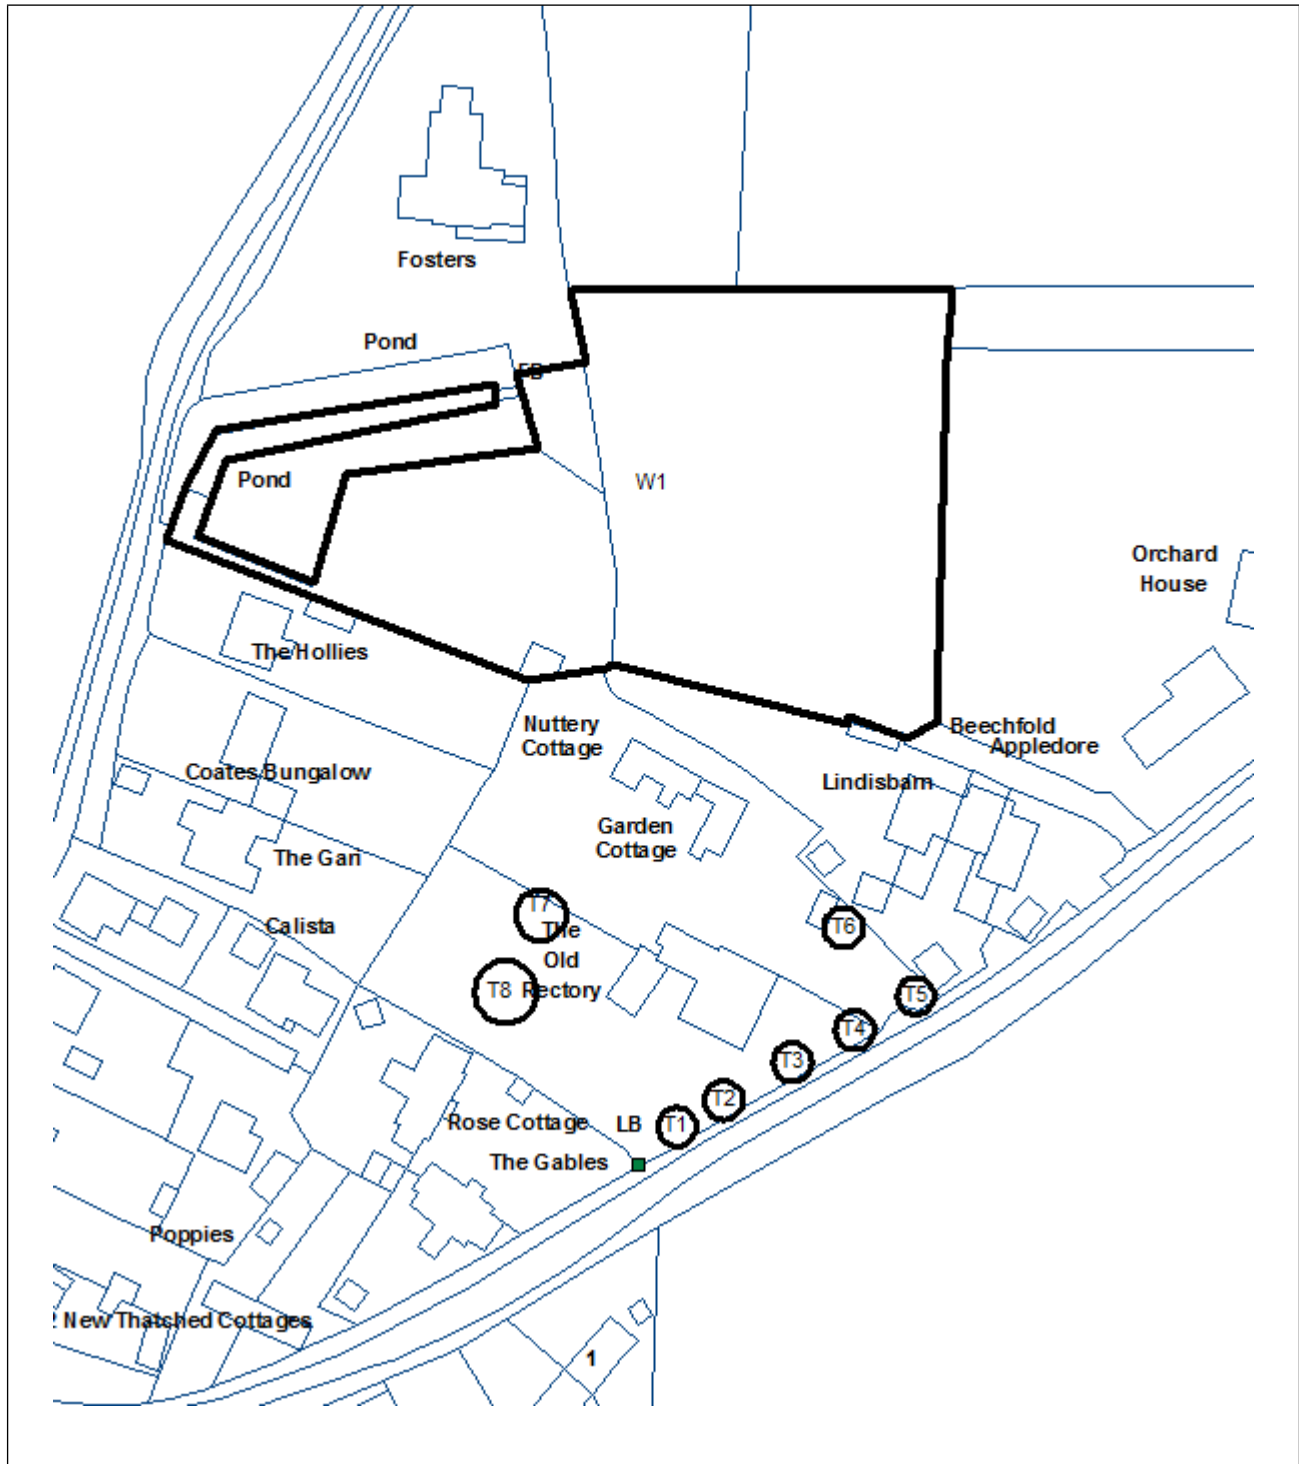 Fosters
Pond
FB
Pond
W1
Orchard
House
The Hollies
Nuttery
Cottage
Beechfold
Appledore
Coates Bungalow
Lindisbarn
Garden
Cottage
The Gari
T7
Calista
The
Old
Rectory
T8
T6
T5
T4
T3
T2
T1
Rose Cottage
LB
The Gables
Poppies
2 New Thatched Cottages
1